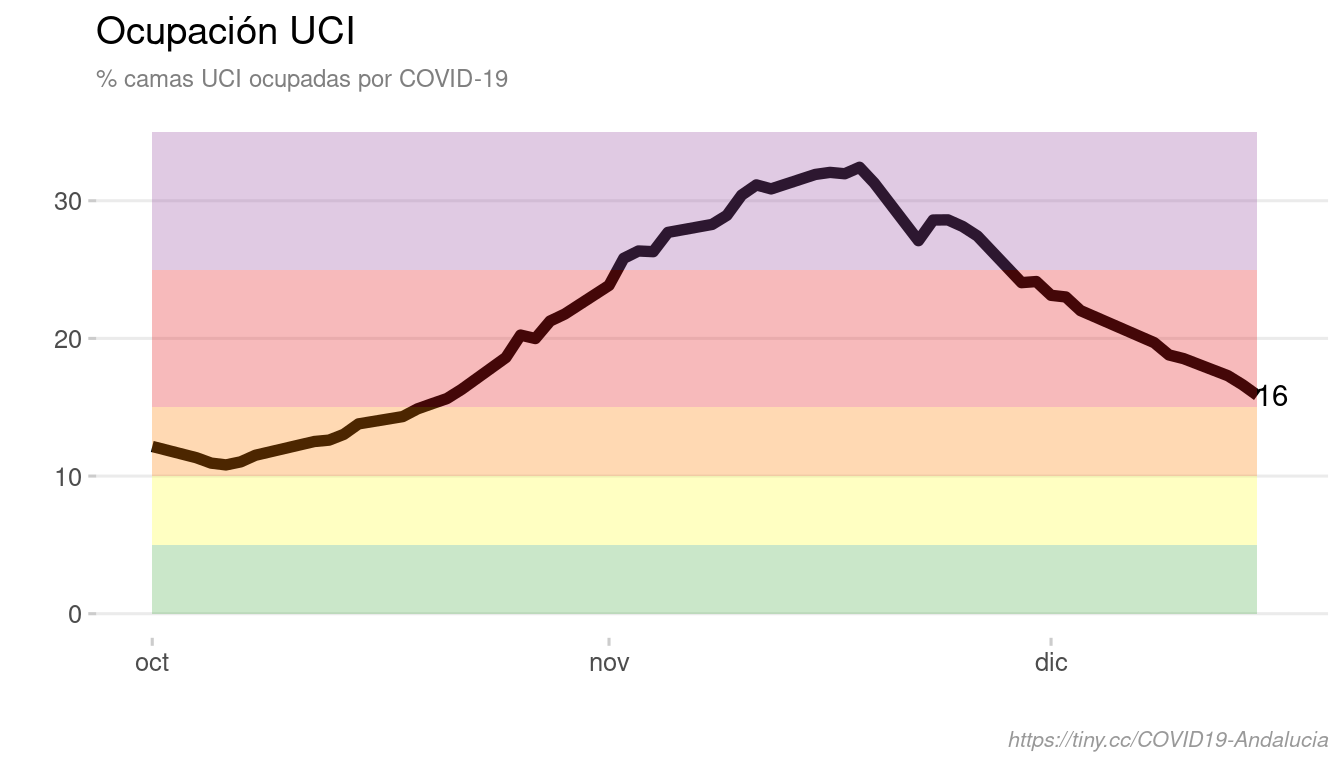 Ocupación UCI
% camas UCI ocupadas por COVID-19
30
20
16
10
0
oct nov dic
https://tiny.cc/COVID19-Andalucia